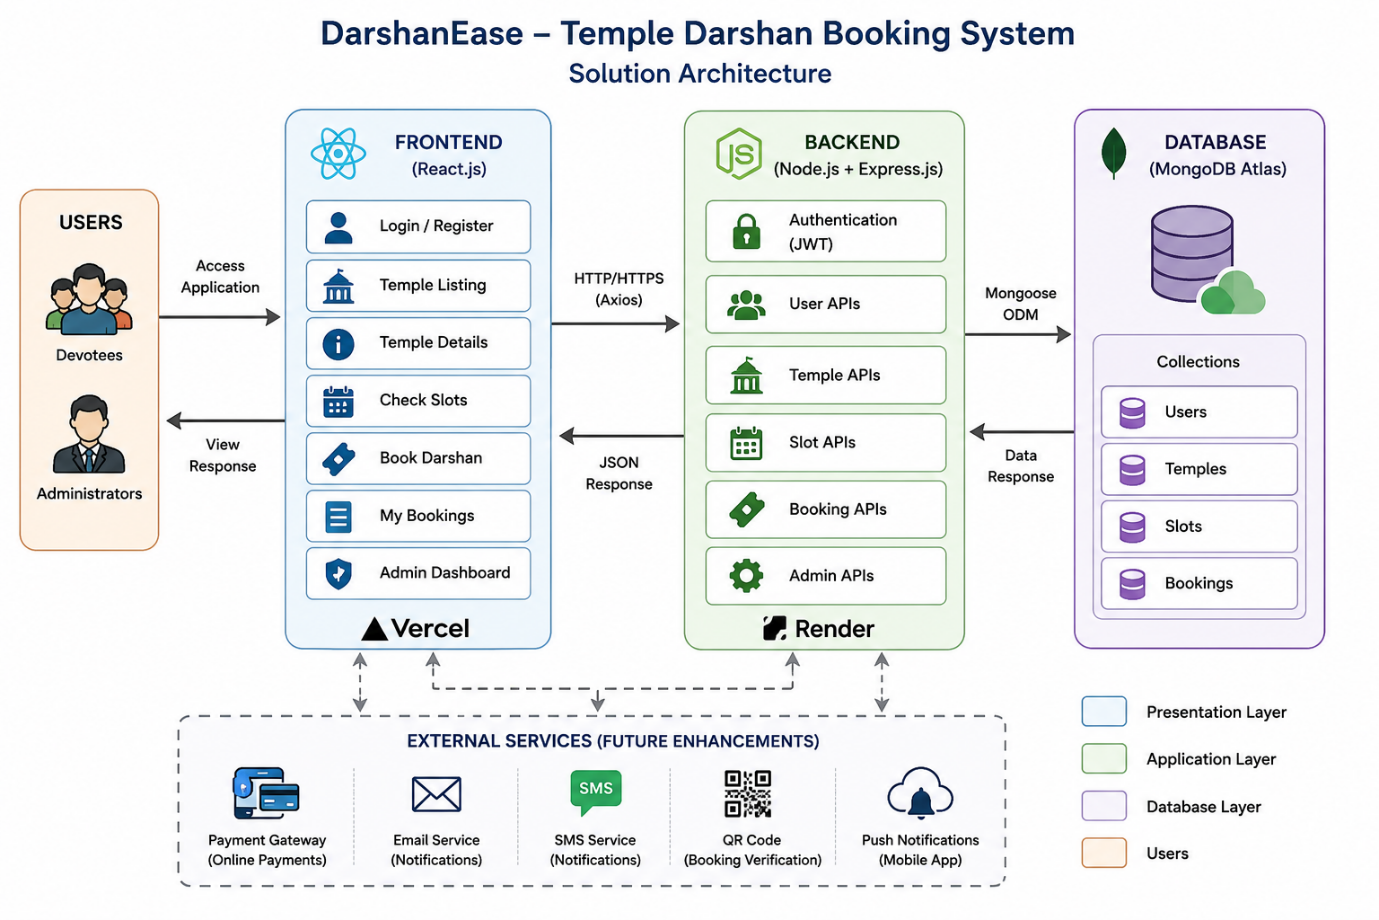 DarshanEase – Temple Darshan Booking System
Solution Architecture
USERS
Devotees
Administrators
Access
Application
View
Response
FRONTEND
(React.js)
Login / Register
Temple Listing
Temple Details
Check Slots
Book Darshan
My Bookings
Admin Dashboard
Vercel
HTTP/HTTPS
(Axios)
JSON
Response
JS
BACKEND
(Node.js + Express.js)
Authentication
(JWT)
User APIs
Temple APIs
Slot APIs
Booking APIs
Admin APIs
Render
Mongoose
ODM
Data
Response
DATABASE
(MongoDB Atlas)
Collections
Users
Temples
Slots
Bookings
EXTERNAL SERVICES (FUTURE ENHANCEMENTS)
Payment Gateway
(Online Payments)
Email Service
(Notifications)
SMS
SMS Service
(Notifications)
QR Code
(Booking Verification)
Push Notifications
(Mobile App)
Presentation Layer
Application Layer
Database Layer
Users